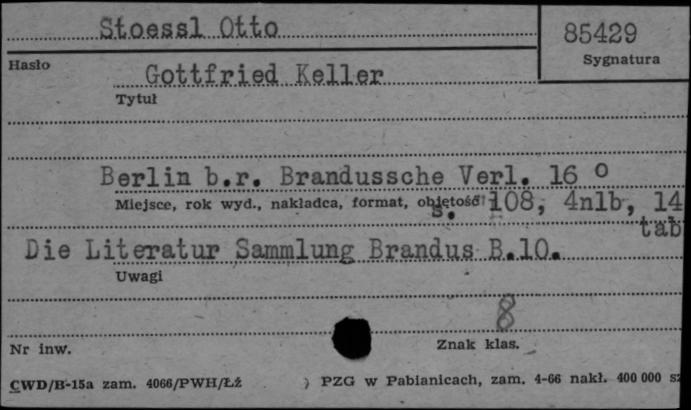 Stoessl Otto
85429
Hasło
Sygnatura
Gottfried Keller
Tytuł
Berlin b.r. Brandussche Verl. 16 °
Miejsce, rok wyd., nakładca, format, objętość
s. 108, 4nlb, 14
tab
Die Literatur Sammlung Brandus B.10.
Uwagi
8
Nr inw.
Znak klas.
CWD/B-15a zam. 4066/PWH/ŁŻ ) PZG w Pabianicach, zam. 4-66 nakł. 400 000 sz